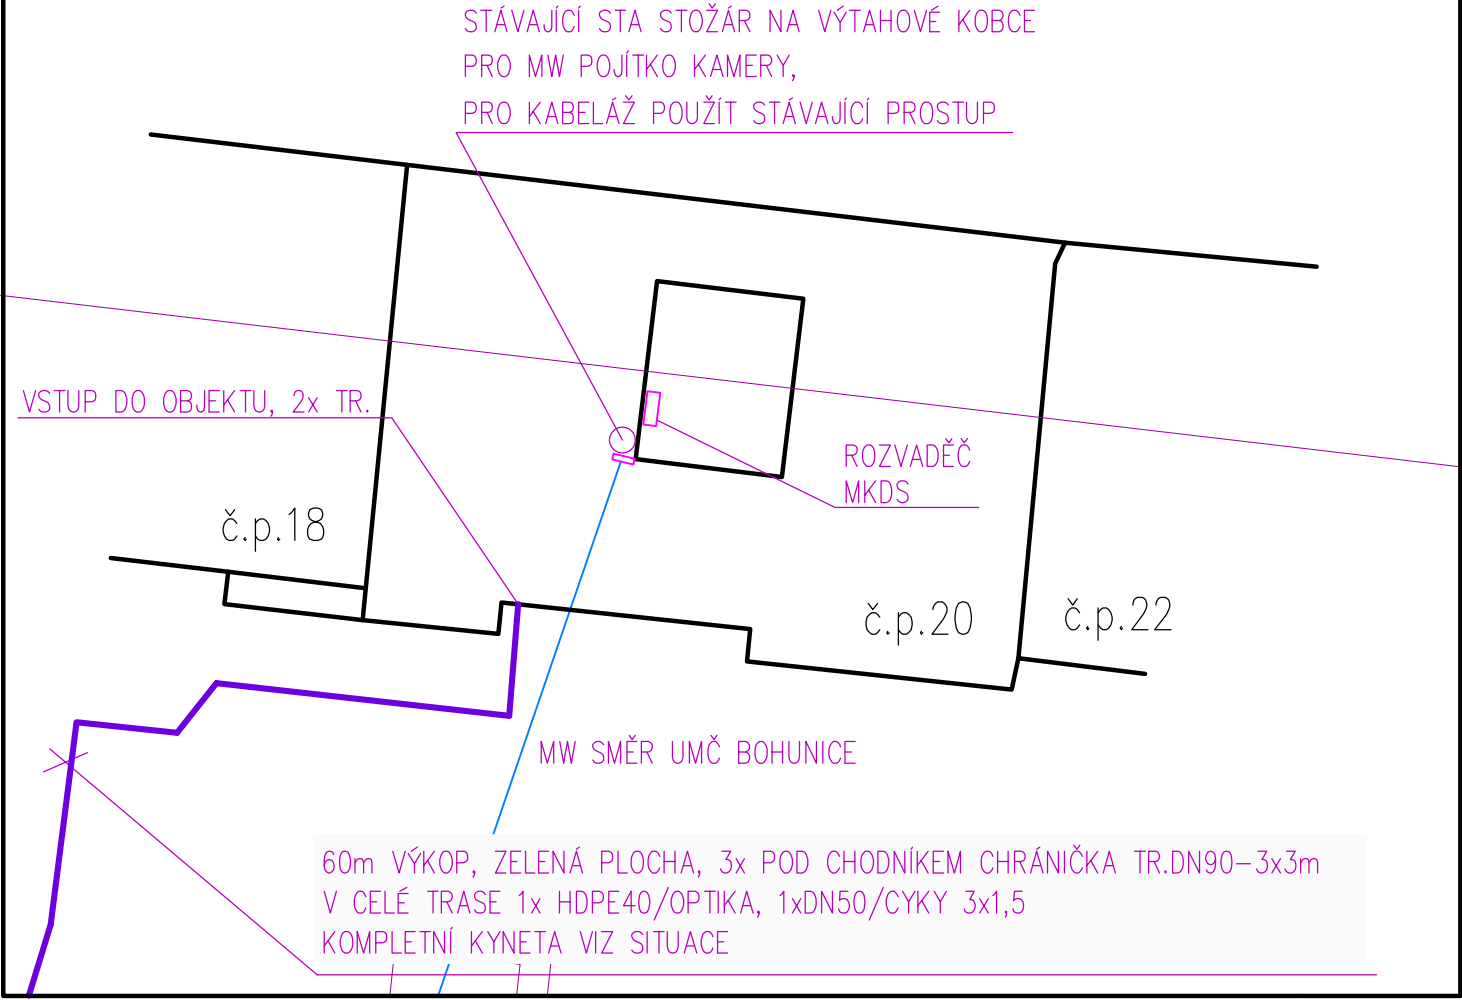 STÁVAJÍCÍ STA STOŽÁR NA VÝTAHOVÉ KOBCE
PRO MW POJÍTKO KAMERY,
PRO KABELÁŽ POUŽÍT STÁVAJÍCÍ PROSTUP
VSTUP DO OBJEKTU, 2x TR.
ROZVADĚČ
MKDS
č.p.18
č.p.20
č.p.22
MW SMĚR UMČ BOHUNICE
60m VÝKOP, ZELENÁ PLOCHA, 3x POD CHODNÍKEM CHRÁNIČKA TR.DN90-3x3m
V CELÉ TRASE 1x HDPE40/OPTIKA, 1xDN50/CYKY 3x1,5
KOMPLETNÍ KYNETA VIZ SITUACE